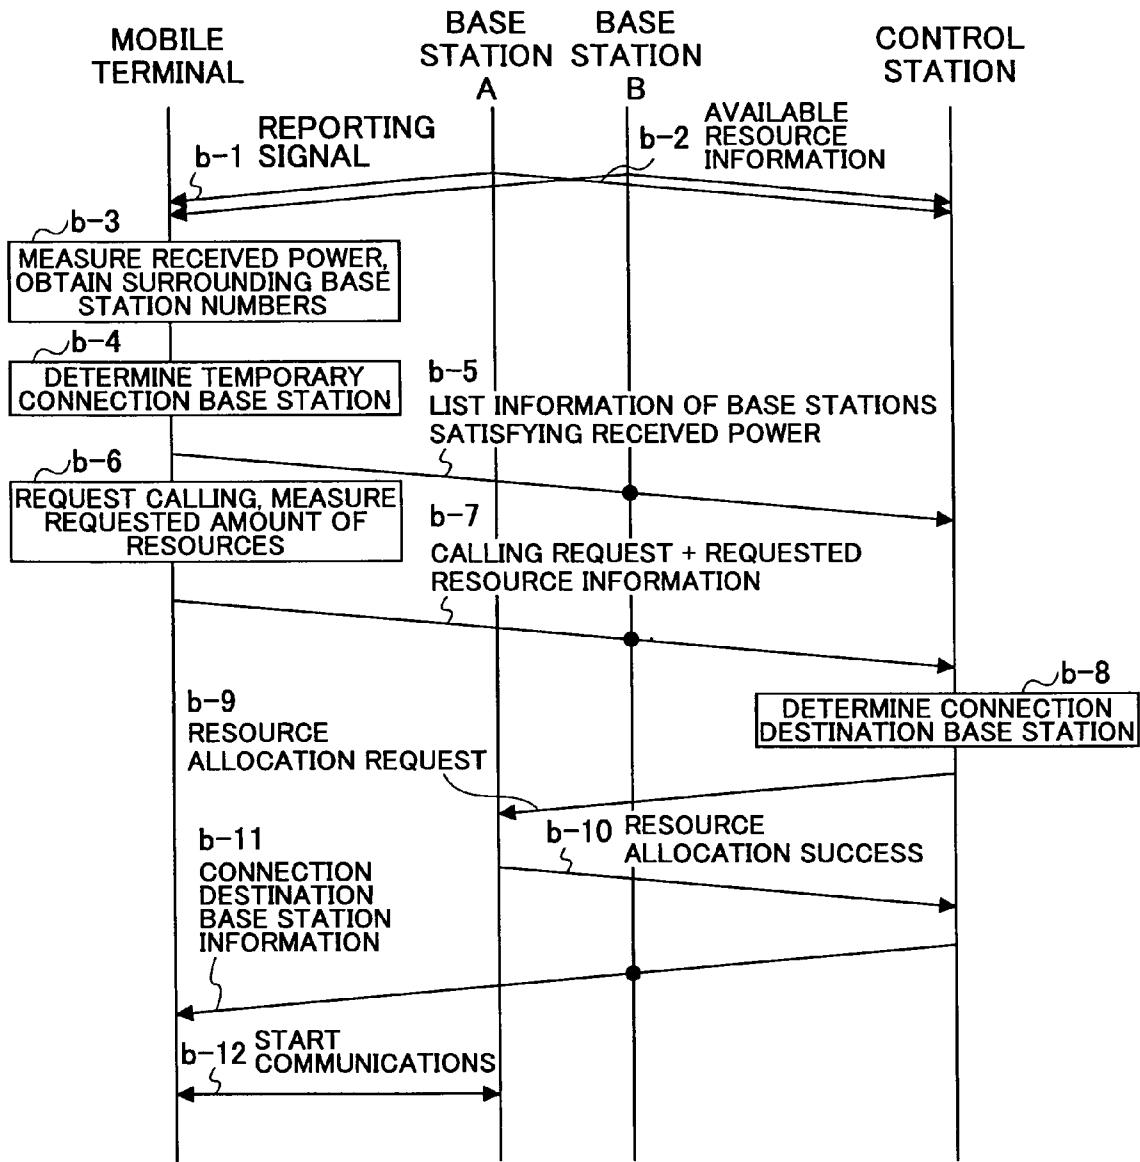 MOBILE
TERMINAL
BASE
STATION
A
BASE
STATION
B
CONTROL
STATION
b-1
REPORTING
SIGNAL
b-2
AVAILABLE
RESOURCE
INFORMATION
b-3
MEASURE RECEIVED POWER,
OBTAIN SURROUNDING BASE
STATION NUMBERS
b-4
DETERMINE TEMPORARY
CONNECTION BASE STATION
b-5
LIST INFORMATION OF BASE STATIONS
SATISFYING RECEIVED POWER
b-6
REQUEST CALLING, MEASURE
REQUESTED AMOUNT OF
RESOURCES
b-7
CALLING REQUEST + REQUESTED
RESOURCE INFORMATION
b-8
DETERMINE CONNECTION
DESTINATION BASE STATION
b-9
RESOURCE
ALLOCATION REQUEST
b-10
RESOURCE
ALLOCATION SUCCESS
b-11
CONNECTION
DESTINATION
BASE STATION
INFORMATION
b-12
START
COMMUNICATIONS